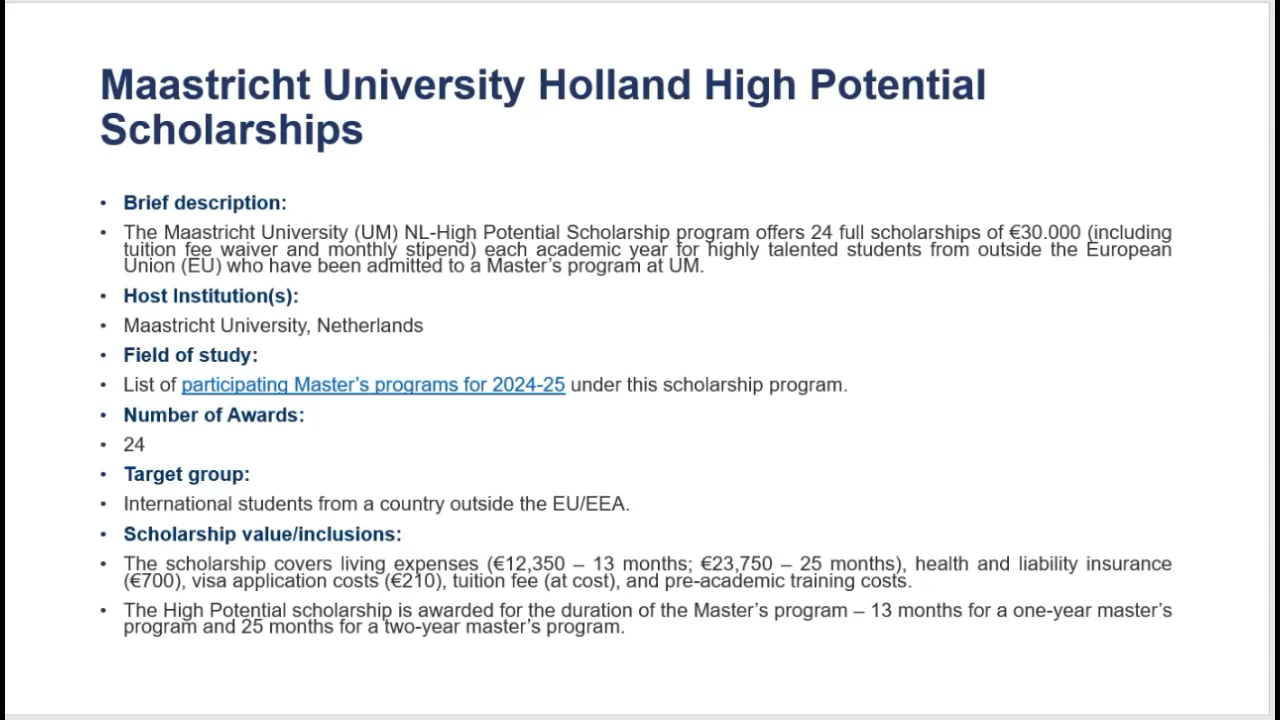 Maastricht University Holland High Potential
Scholarships
• Brief description:
• The Maastricht University (UM) NL-High Potential Scholarship program offers 24 full scholarships of €30.000 (including
tuition fee waiver and monthly stipend) each academic year for highly talented students from outside the European
Union (EU) who have been admitted to a Master’s program at UM.
• Host Institution(s):
• Maastricht University, Netherlands
• Field of study:
• List of participating Master’s programs for 2024-25 under this scholarship program.
• Number of Awards:
• 24
• Target group:
• International students from a country outside the EU/EEA.
• Scholarship value/inclusions:
• The scholarship covers living expenses (€12,350 – 13 months; €23,750 – 25 months), health and liability insurance
(€700), visa application costs (€210), tuition fee (at cost), and pre-academic training costs.
• The High Potential scholarship is awarded for the duration of the Master’s program – 13 months for a one-year master’s
program and 25 months for a two-year master’s program.